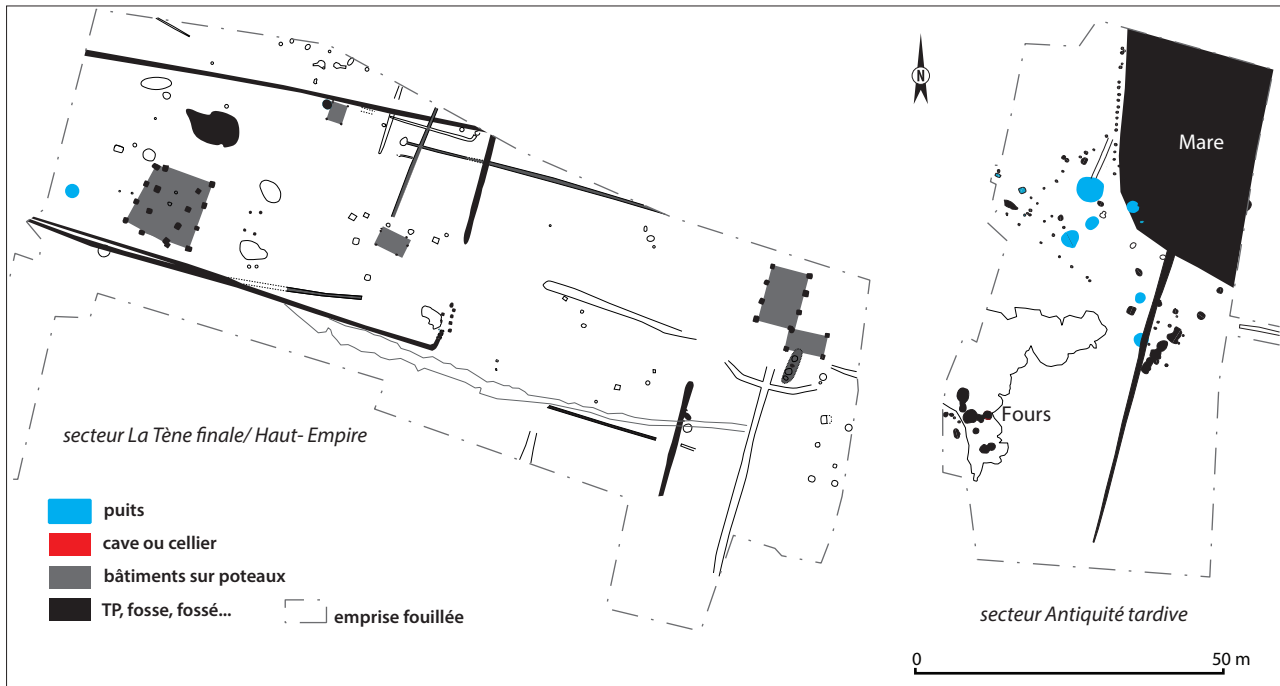 N
Mare
Fours
secteur La Tène finale/ Haut- Empire
puits
cave ou cellier
bâtiments sur poteaux
TP, fosse, fossé...
emprise fouillée
secteur Antiquité tardive
0 50 m